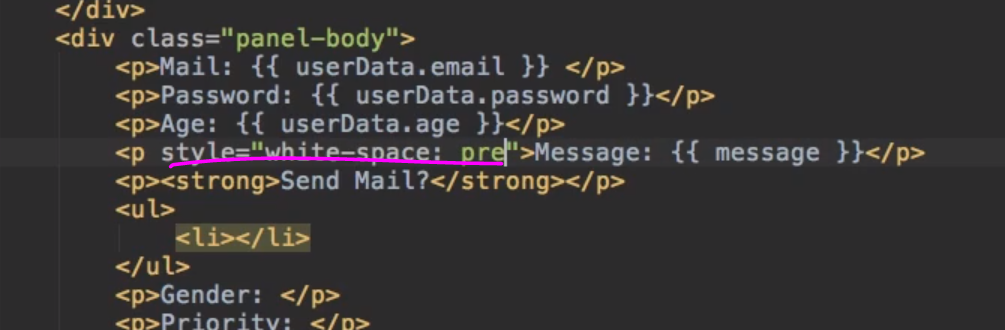 </div>
<div class="panel-body">
<p>Mail: {{ userData.email }} </p>
<p>Password: {{ userData.password }}</p>
<p>Age: {{ userData.age }}</p>
<p style="white-space: pre">Message: {{ message }}</p>
<p><strong>Send Mail?</strong></p>
<ul>
<li></li>
</ul>
<p>Gender: </p>
<p>Priority: </p>